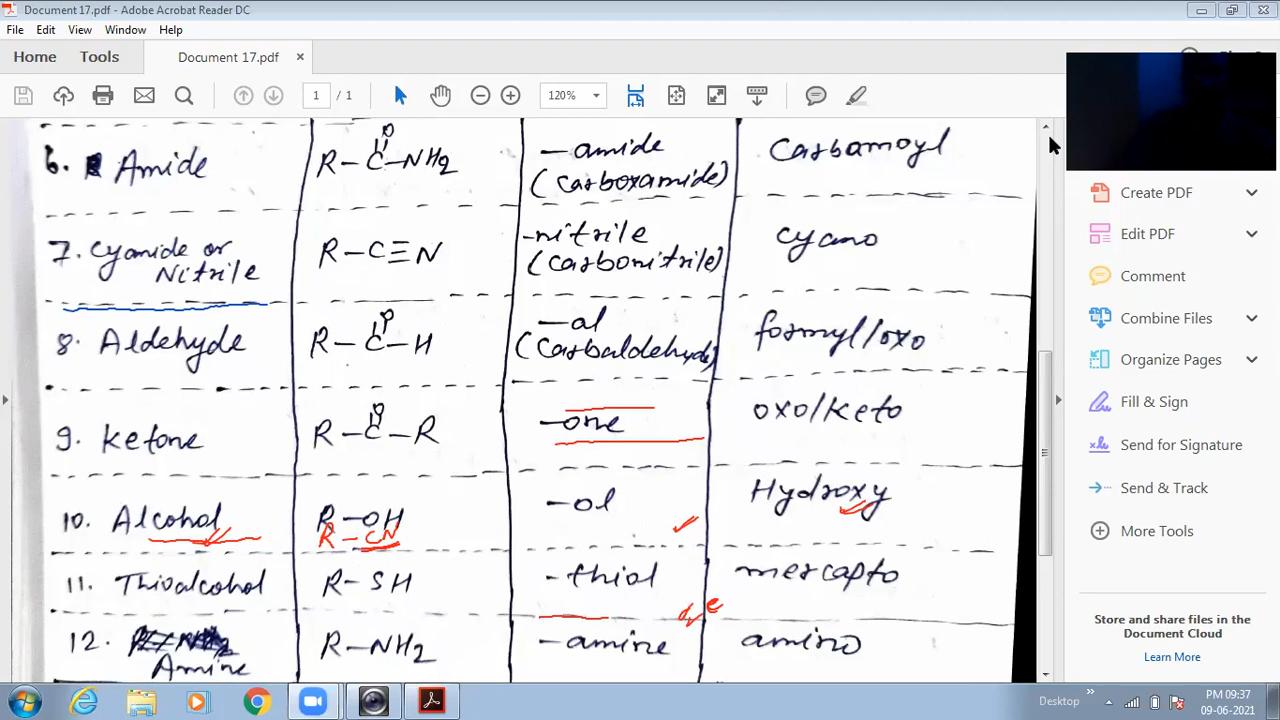 Document 17.pdf - Adobe Acrobat Reader DC
File Edit View Window Help
Home Tools Document 17.pdf ×
1 / 1 120%
6. Amide R-C(=O)-NH2 -amide Carbamoyl
(carboxamide)
7. Cyanide or R-C≡N -nitrile cyano
Nitrile (carbonitrile)
8. Aldehyde R-C(=O)-H -al formyl/oxo
(Carbaldehyde)
9. Ketone R-C(=O)-R -one oxo/keto
10. Alcohol R-OH -ol Hydroxy
R-CN
11. Thioalcohol R-SH -thiol mercapto
e
12. Amine R-NH2 -amine amino
Create PDF
Edit PDF
Comment
Combine Files
Organize Pages
Fill & Sign
Send for Signature
Send & Track
More Tools
Store and share files in the
Document Cloud
Learn More
Desktop
PM 09:37
09-06-2021